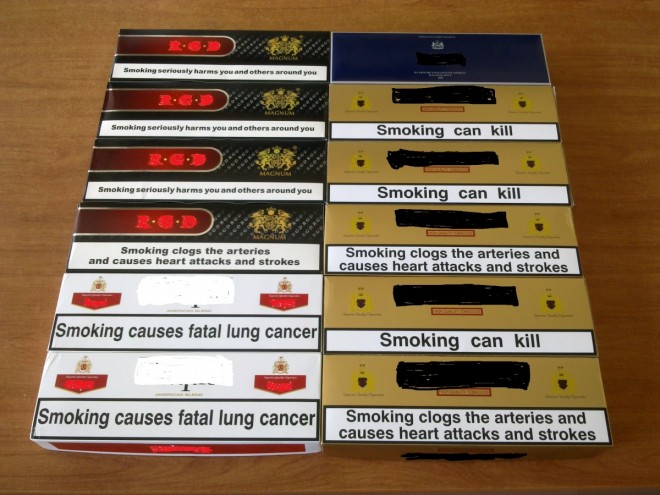 R·G·D
MAGNUM
Smoking seriously harms you and others around you
R·G·D
MAGNUM
Smoking seriously harms you and others around you
Smoking can kill
R·G·D
MAGNUM
Smoking seriously harms you and others around you
Smoking can kill
R·G·D
MAGNUM
Smoking clogs the arteries
and causes heart attacks and strokes
Smoking clogs the arteries and
causes heart attacks and strokes
Smoking causes fatal lung cancer
Smoking can kill
Smoking causes fatal lung cancer
Smoking clogs the arteries and
causes heart attacks and strokes